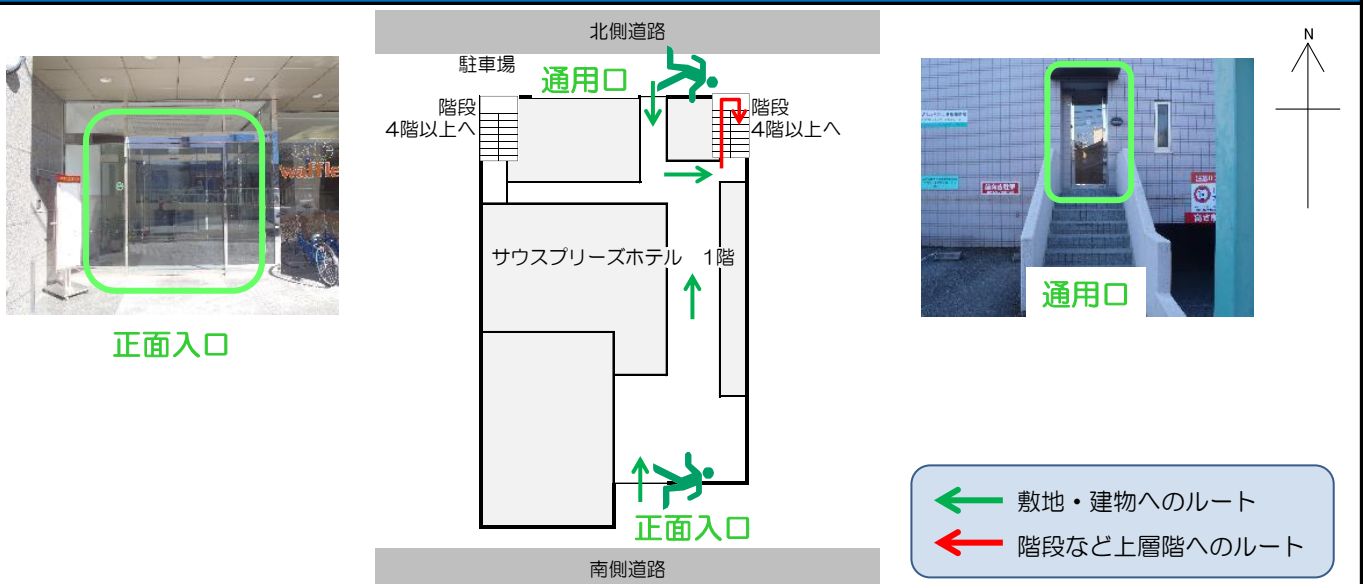 北側道路
駐車場
通用口
階段
4階以上へ
階段
4階以上へ
N
waffle
サウスプリーズホテル 1階
正面入口
通用口
正面入口
南側道路
敷地・建物へのルート
階段など上層階へのルート